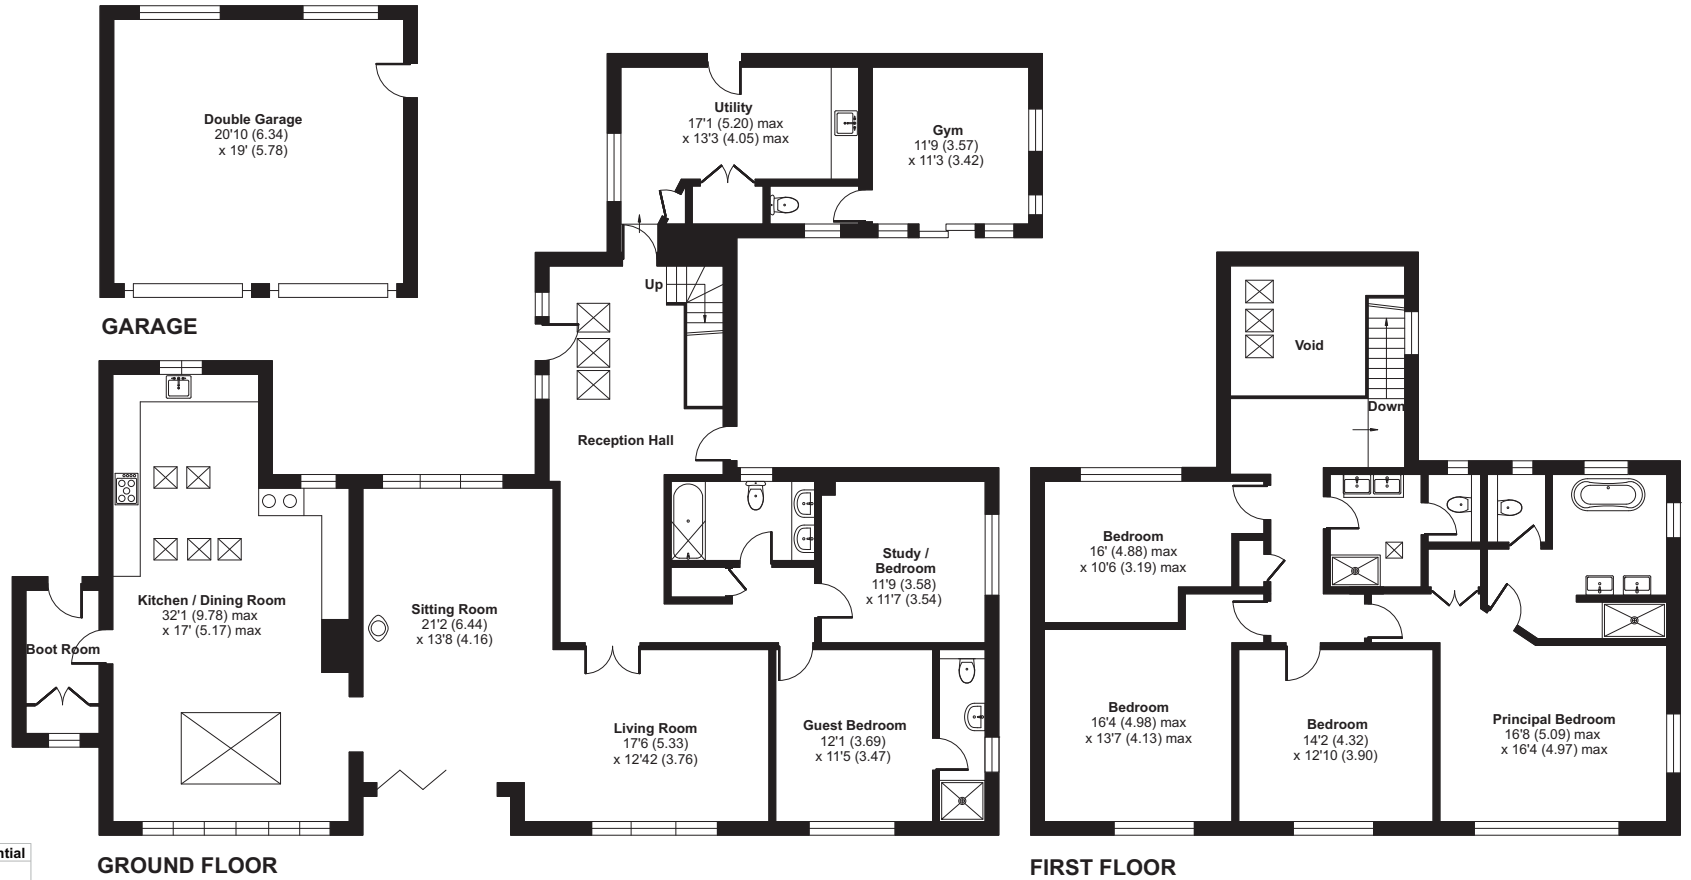 Double Garage
20'10 (6.34)
x 19' (5.78)
GARAGE
Utility
17'1 (5.20) max
x 13'3 (4.05) max
Gym
11'9 (3.57)
x 11'3 (3.42)
Up
Reception Hall
Kitchen / Dining Room
32'1 (9.78) max
x 17' (5.17) max
Boot Room
Sitting Room
21'2 (6.44)
x 13'8 (4.16)
Study /
Bedroom
11'9 (3.58)
x 11'7 (3.54)
Living Room
17'6 (5.33)
x 12'42 (3.76)
Guest Bedroom
12'1 (3.69)
x 11'5 (3.47)
GROUND FLOOR
Void
Down
Bedroom
16' (4.88) max
x 10'6 (3.19) max
Bedroom
16'4 (4.98) max
x 13'7 (4.13) max
Bedroom
14'2 (4.32)
x 12'10 (3.90)
Principal Bedroom
16'8 (5.09) max
x 16'4 (4.97) max
FIRST FLOOR